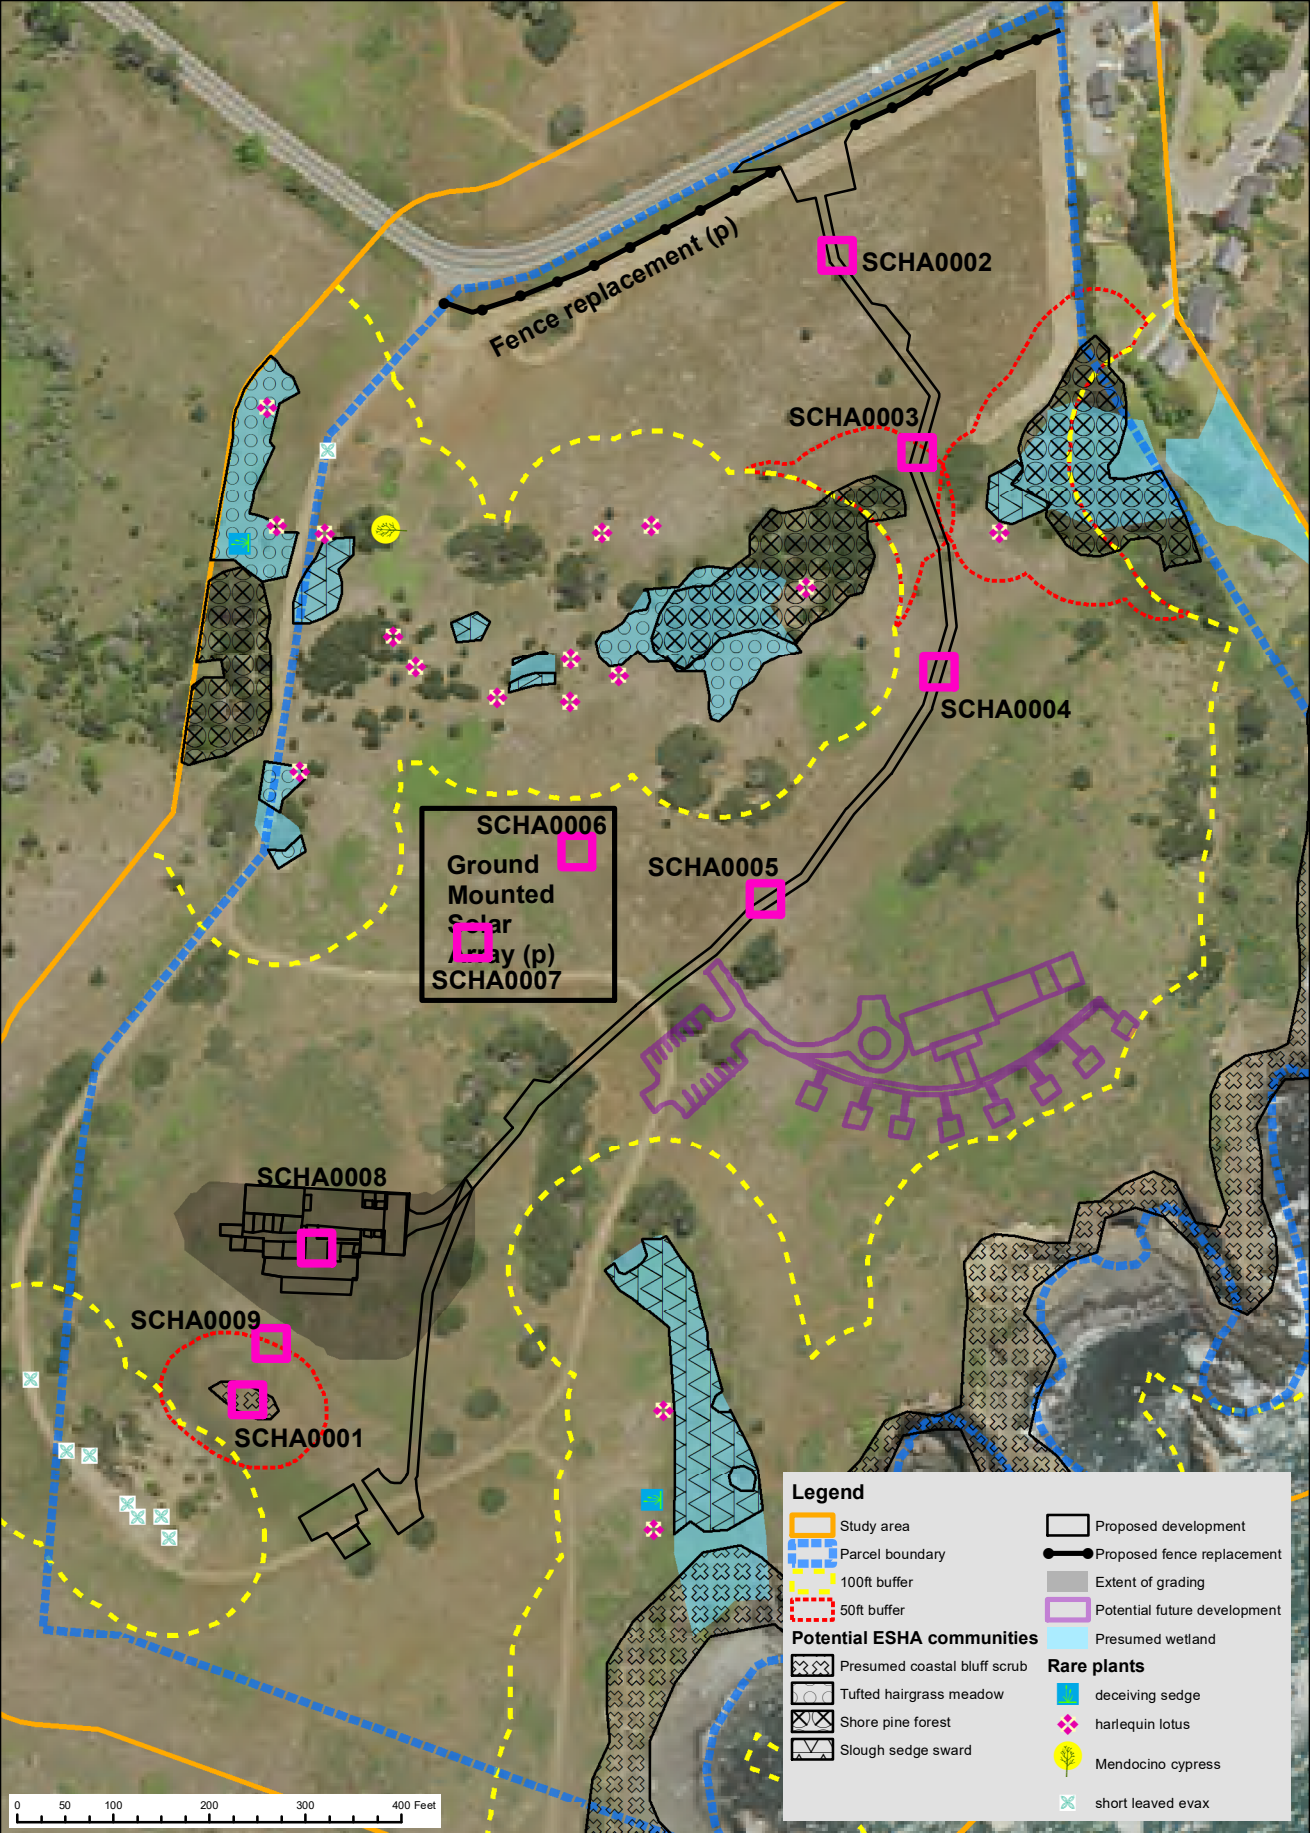 Fence replacement (p)
SCHA0002
SCHA0003
SCHA0004
SCHA0006
Ground
Mounted
Solar
Array (p)
SCHA0007
SCHA0005
SCHA0008
SCHA0009
SCHA0001
Legend
Study area
Parcel boundary
100ft buffer
50ft buffer
Potential ESHA communities
Presumed coastal bluff scrub
Tufted hairgrass meadow
Shore pine forest
Slough sedge sward
Proposed development
Proposed fence replacement
Extent of grading
Potential future development
Presumed wetland
Rare plants
deceiving sedge
harlequin lotus
Mendocino cypress
short leaved evax
0 50 100 200 300 400 Feet